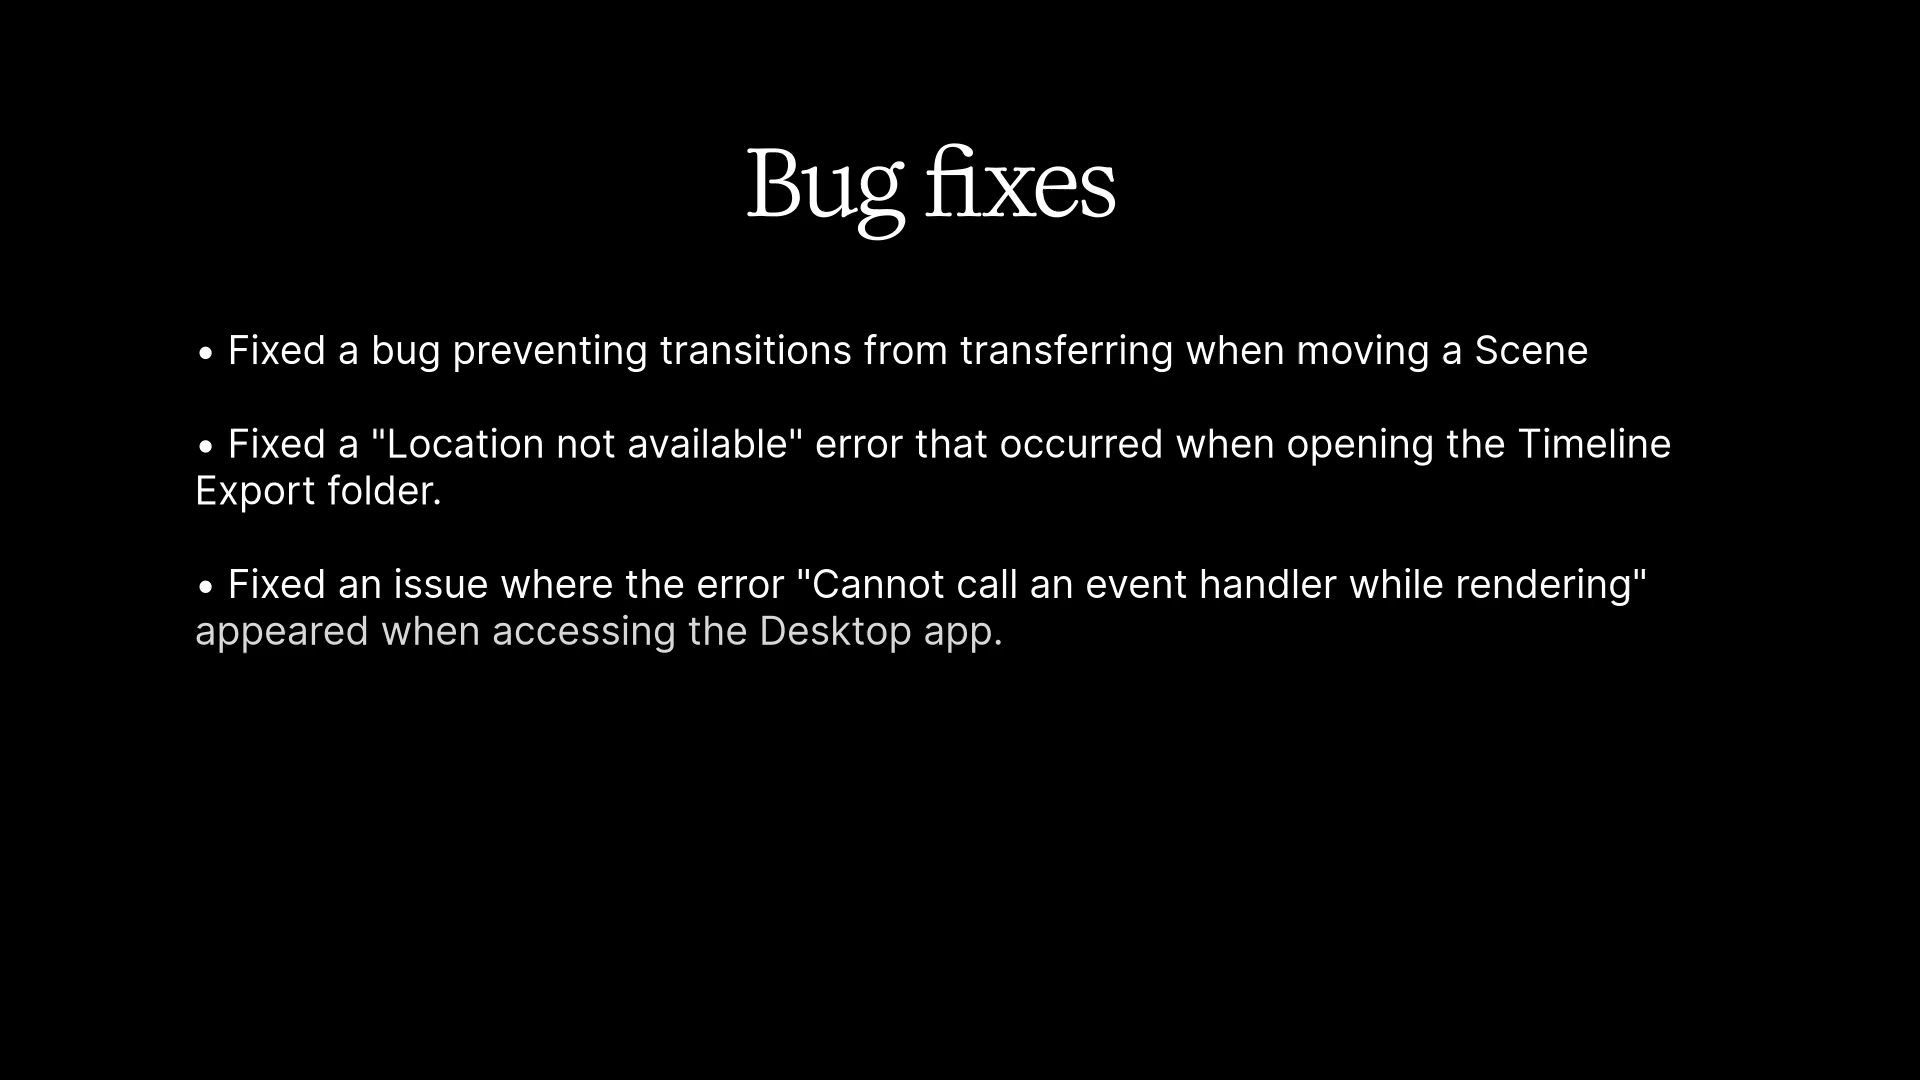 Bug fixes
• Fixed a bug preventing transitions from transferring when moving a Scene
• Fixed a "Location not available" error that occurred when opening the Timeline
Export folder.
• Fixed an issue where the error "Cannot call an event handler while rendering"
appeared when accessing the Desktop app.